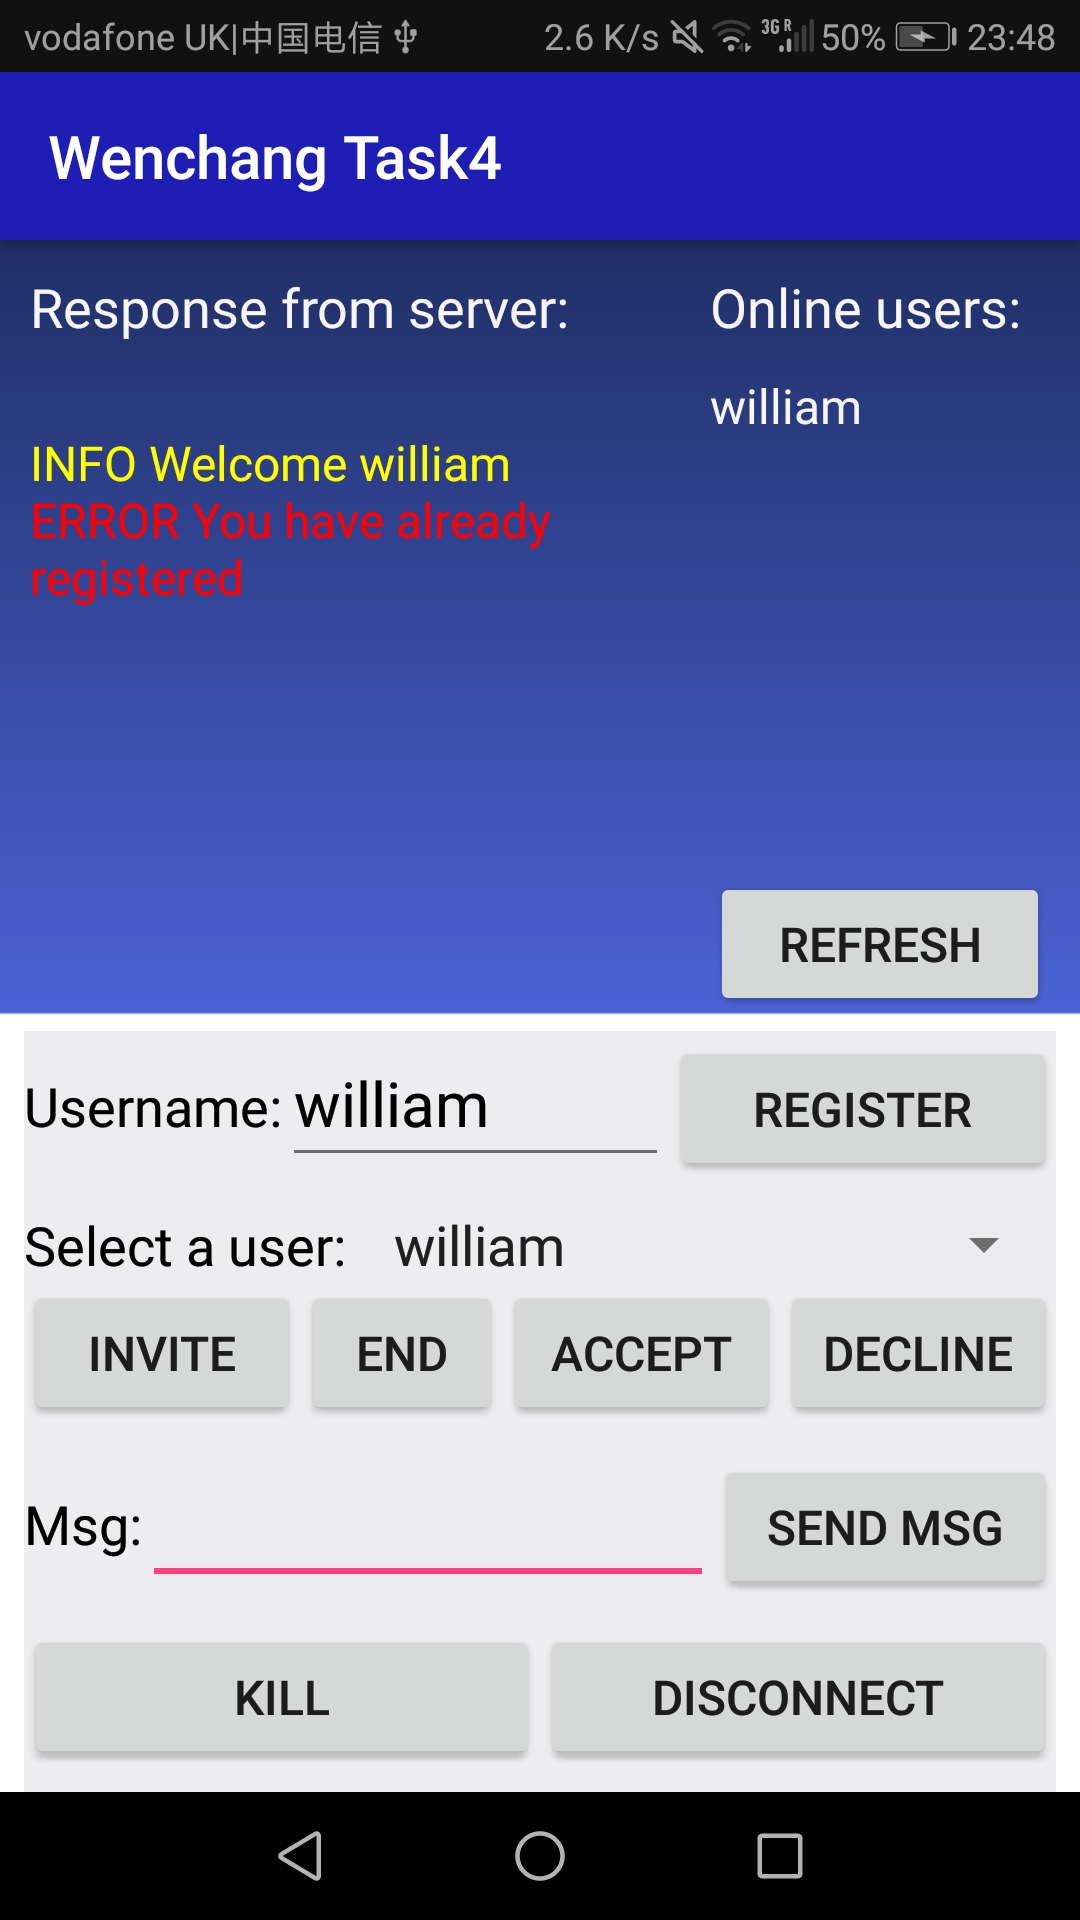 vodafone UK|中国电信 2.6 K/s 3G R 50% 23:48
Wenchang Task4
Response from server:
Online users:
william
INFO Welcome william
ERROR You have already
registered
REFRESH
Username: william REGISTER
Select a user: william
INVITE END ACCEPT DECLINE
Msg: SEND MSG
KILL DISCONNECT